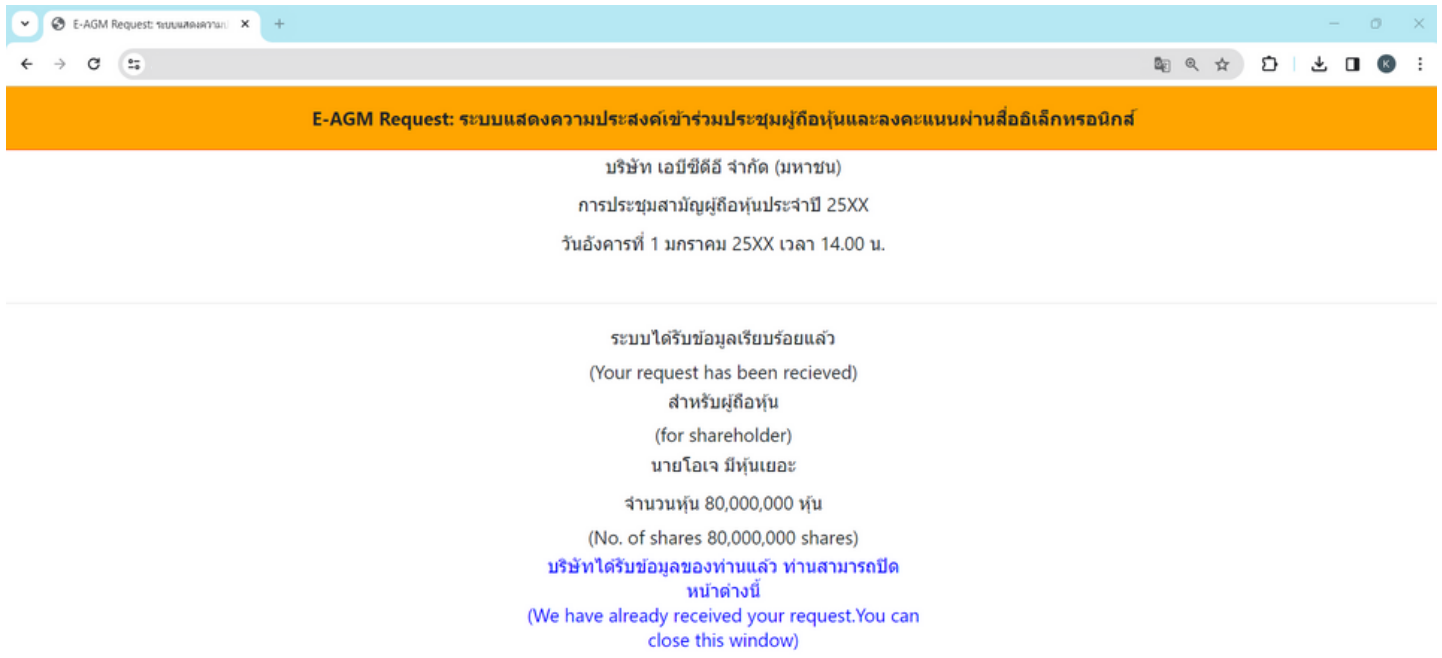 E-AGM Request: ระบบแสดงความป
E-AGM Request: ระบบแสดงความประสงค์เข้าร่วมประชุมผู้ถือหุ้นและลงคะแนนผ่านสื่ออิเล็กทรอนิกส์
บริษัท เอบีซีดีอี จำกัด (มหาชน)
การประชุมสามัญผู้ถือหุ้นประจำปี 25XX
วันอังคารที่ 1 มกราคม 25XX เวลา 14.00 น.
ระบบได้รับข้อมูลเรียบร้อยแล้ว
(Your request has been recieved)
สำหรับผู้ถือหุ้น
(for shareholder)
นายโอเจ มีหุ้นเยอะ
จำนวนหุ้น 80,000,000 หุ้น
(No. of shares 80,000,000 shares)
บริษัทได้รับข้อมูลของท่านแล้ว ท่านสามารถปิด
หน้าต่างนี้
(We have already received your request.You can
close this window)